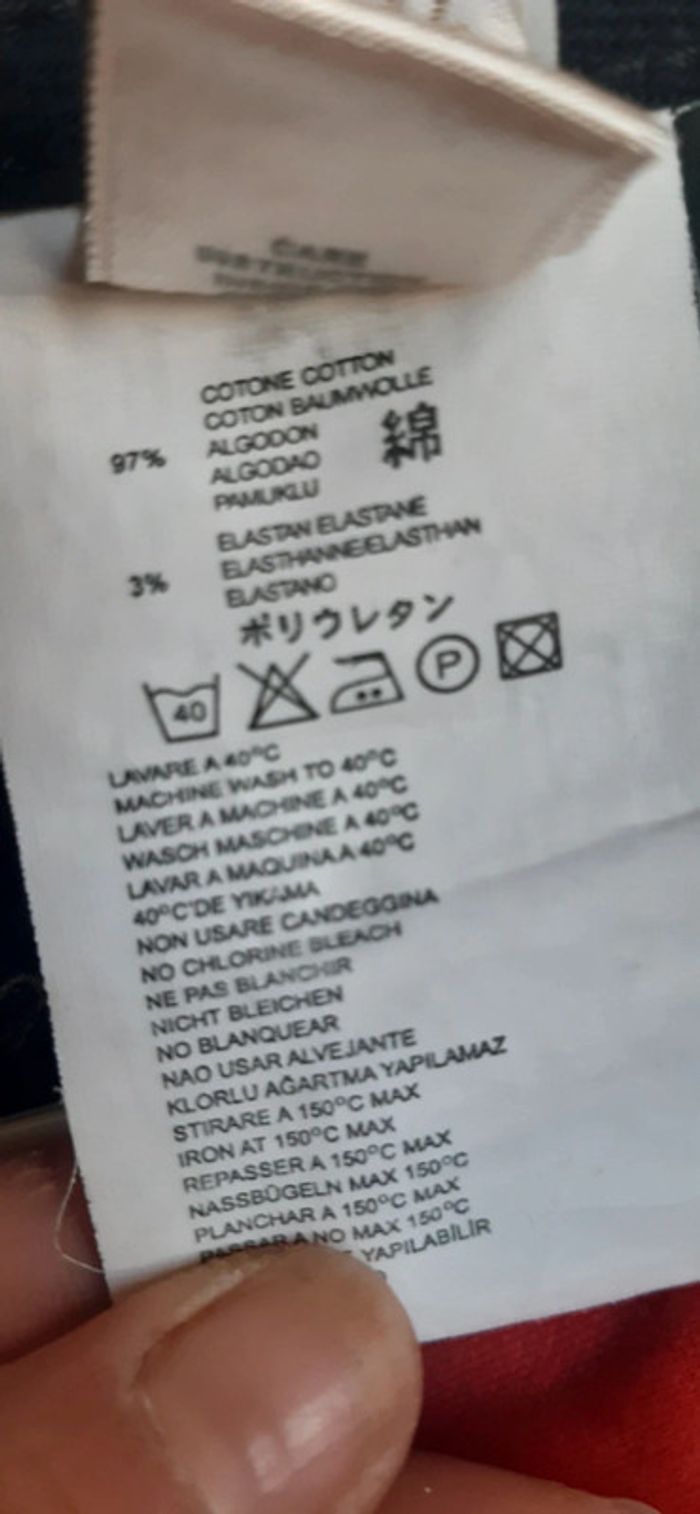 CARE
COTONE COTTON
COTON BAUMWOLLE
97% ALGODON 綿
ALGODAO
PAMUKLU
ELASTAN ELASTANE
ELASTHANNE/ELASTHAN
3% ELASTANO
ポリウレタン
40 P
LAVARE A 40°C
MACHINE WASH TO 40°C
LAVER A MACHINE A 40°C
WASCH MASCHINE A 40°C
LAVAR A MAQUINA A 40°C
40°C'DE YIKAMA
NON USARE CANDEGGINA
NO CHLORINE BLEACH
NE PAS BLANCHIR
NICHT BLEICHEN
NO BLANQUEAR
NAO USAR ALVEJANTE
KLORLU AĞARTMA YAPILAMAZ
STIRARE A 150°C MAX
IRON AT 150°C MAX
REPASSER A 150°C MAX
NASSBÜGELN MAX 150°C
PLANCHAR A 150°C MAX
PASSAR A NO MAX 150°C
YAPILABİLİR